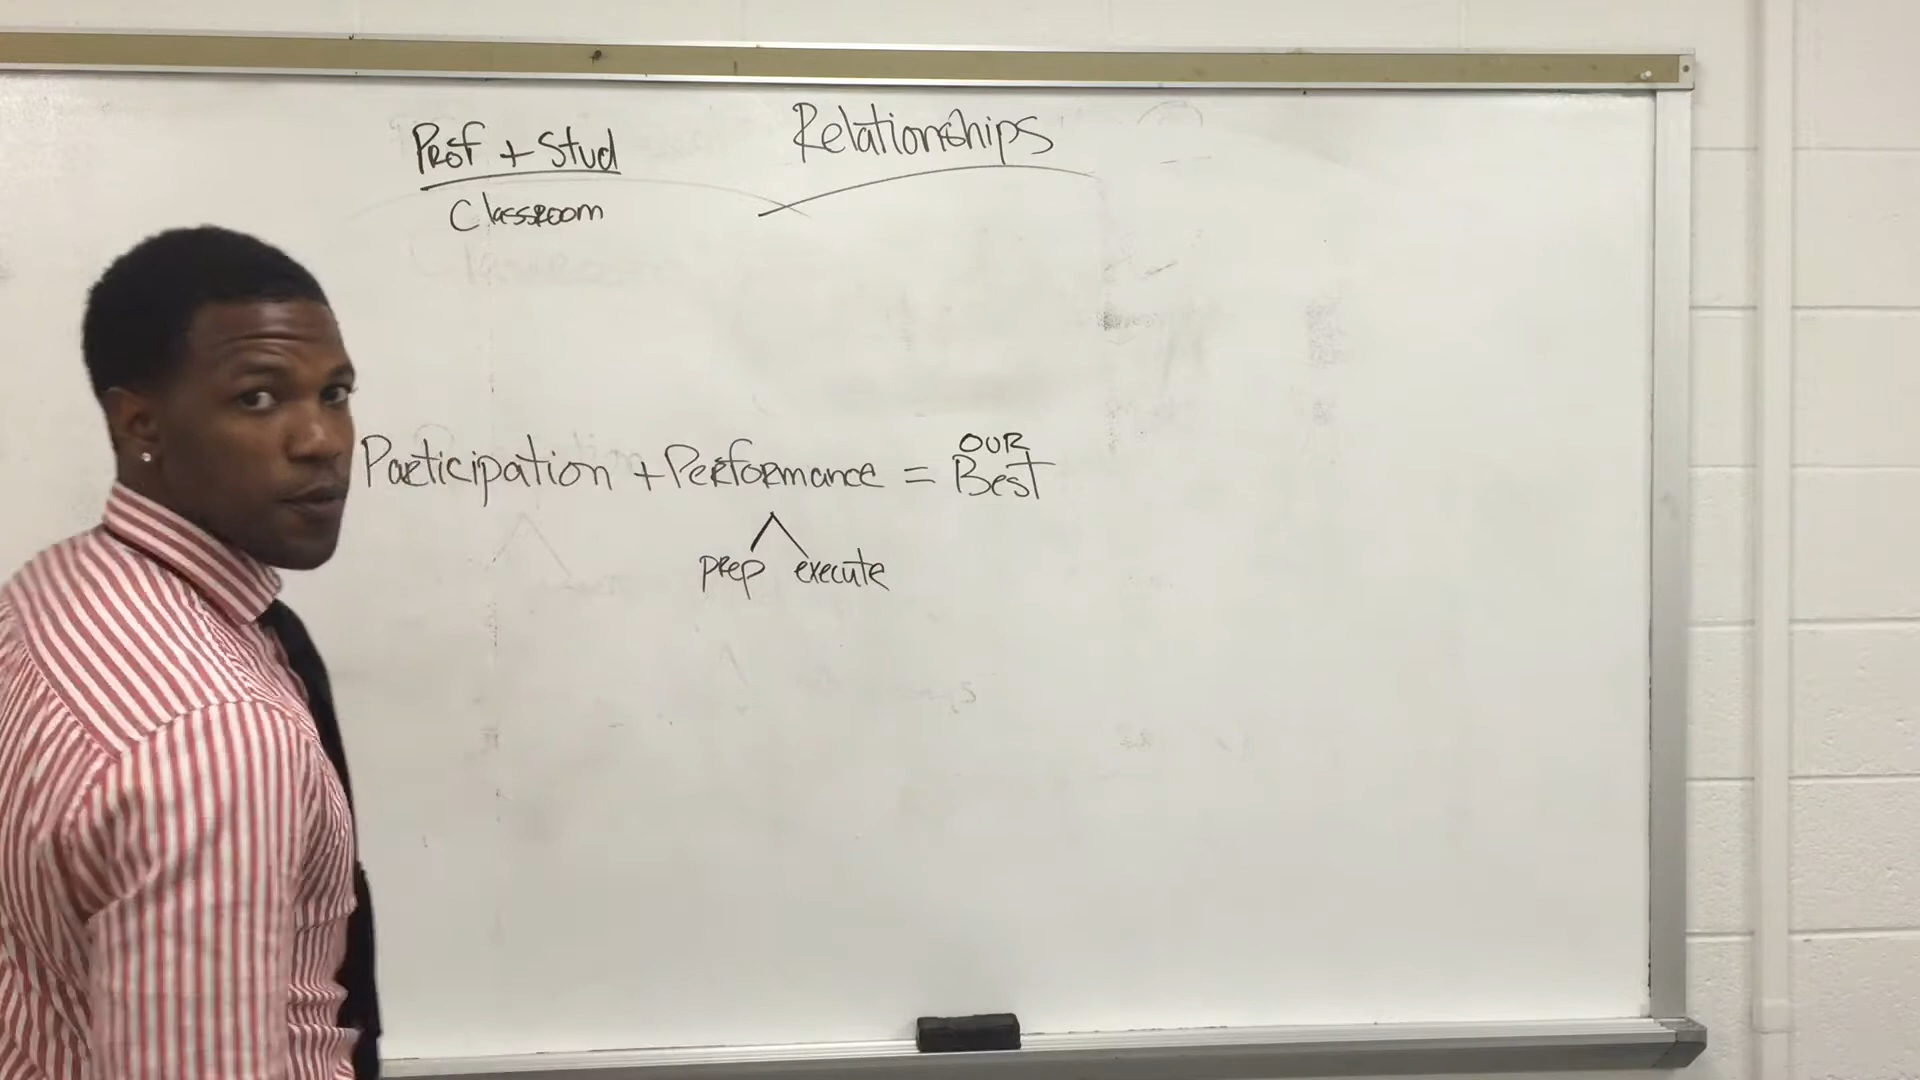 Prof + Stud
Classroom
Relationships
Participation + Performance = OUR Best
prep execute